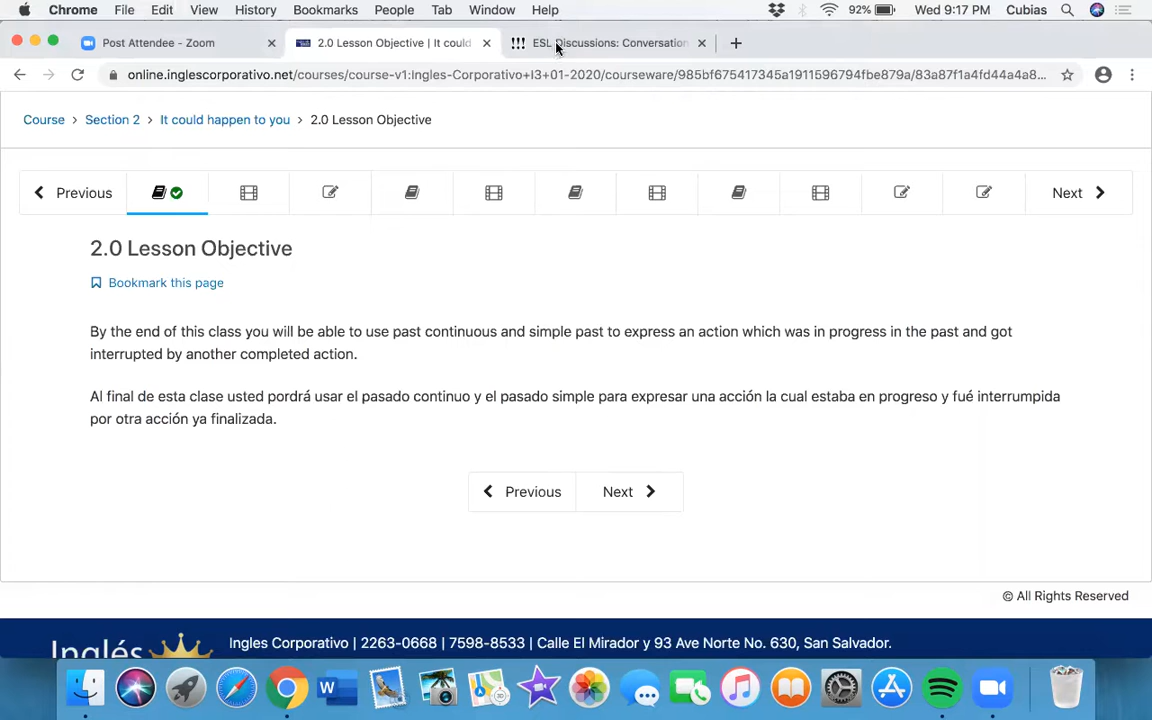 Chrome File Edit View History Bookmarks People Tab Window Help 92% Wed 9:17 PM Cubias
Post Attendee - Zoom
2.0 Lesson Objective | It could
ESL Discussions: Conversation
online.inglescorporativo.net/courses/course-v1:Ingles-Corporativo+I3+01-2020/courseware/985bf675417345a1911596794fbe879a/83a87f1a4fd44a4a8...
Course > Section 2 > It could happen to you > 2.0 Lesson Objective
Previous
Next
2.0 Lesson Objective
Bookmark this page
By the end of this class you will be able to use past continuous and simple past to express an action which was in progress in the past and got
interrupted by another completed action.
Al final de esta clase usted pordrá usar el pasado continuo y el pasado simple para expresar una acción la cual estaba en progreso y fué interrumpida
por otra acción ya finalizada.
Previous
Next
© All Rights Reserved
Inglés
Ingles Corporativo | 2263-0668 | 7598-8533 | Calle El Mirador y 93 Ave Norte No. 630, San Salvador.